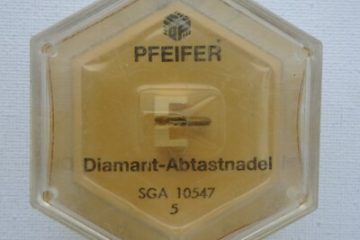 PFEIFER
E
Diamant-Abtastnadel
SGA 10547
5